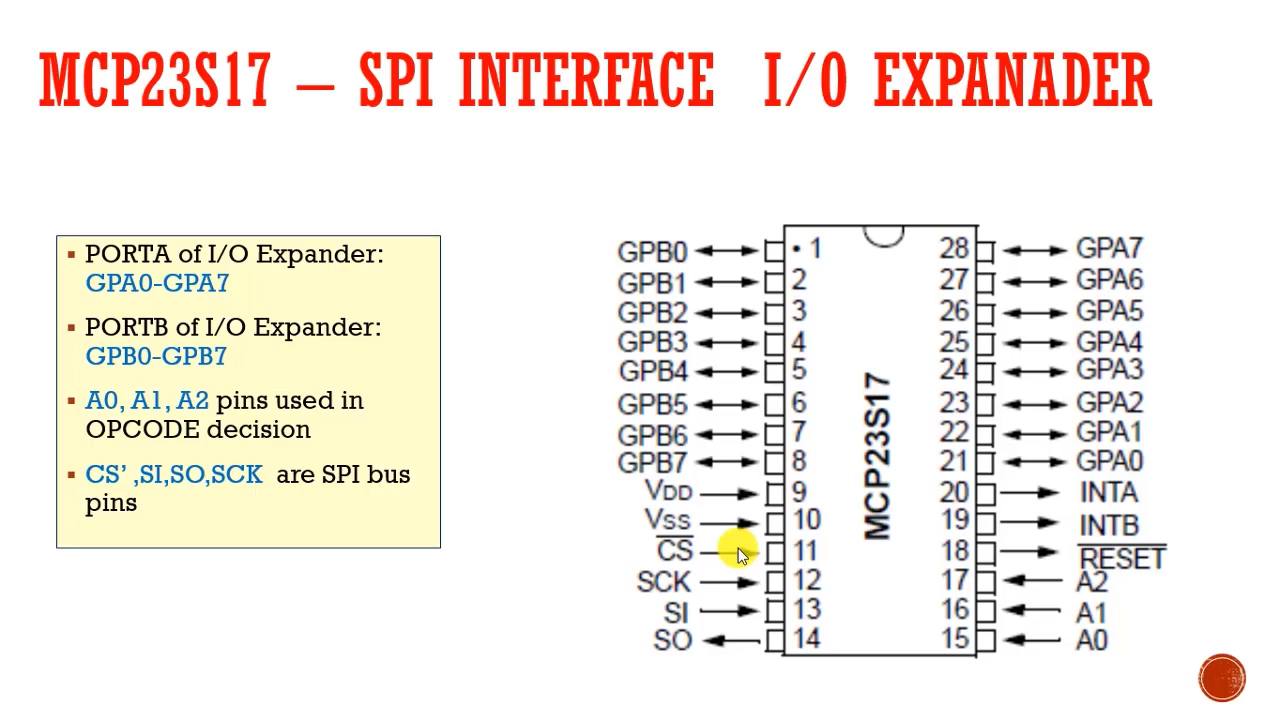 MCP23S17 – SPI INTERFACE I/O EXPANADER
▪ PORTA of I/O Expander:
GPA0-GPA7
▪ PORTB of I/O Expander:
GPB0-GPB7
▪ A0, A1, A2 pins used in
OPCODE decision
▪ CS’ ,SI,SO,SCK are SPI bus
pins
GPB0 • 1 28 GPA7
GPB1 2 27 GPA6
GPB2 3 26 GPA5
GPB3 4 25 GPA4
GPB4 5 24 GPA3
GPB5 6 23 GPA2
GPB6 7 22 GPA1
GPB7 8 21 GPA0
VDD 9 20 INTA
VSS 10 19 INTB
CS 11 18 RESET
SCK 12 17 A2
SI 13 16 A1
SO 14 15 A0
MCP23S17